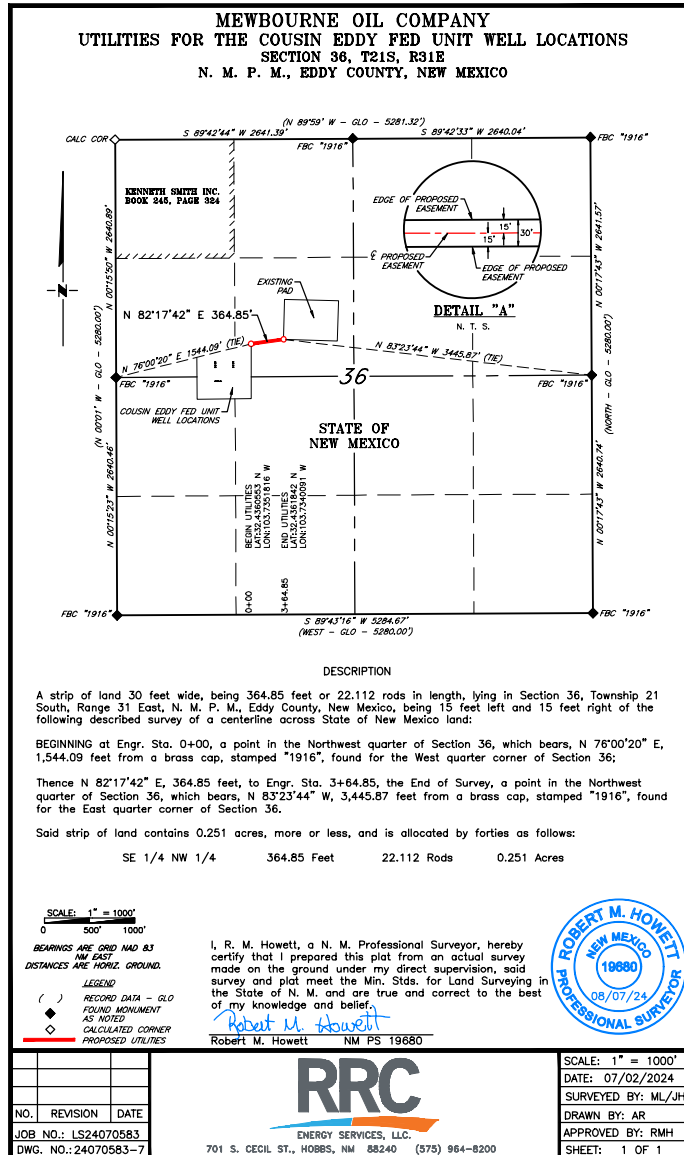 MEWBOURNE OIL COMPANY
UTILITIES FOR THE COUSIN EDDY FED UNIT WELL LOCATIONS
SECTION 36, T21S, R31E
N. M. P. M., EDDY COUNTY, NEW MEXICO
(N 89°59' W - GLO - 5281.32')
S 89°42'44" W 2641.39'
S 89°42'33" W 2640.04'
CALC COR
FBC "1916"
FBC "1916"
KENNETH SMITH INC.
BOOK 245, PAGE 324
N 00°15'50" W 2640.89'
(N 00°01' W - GLO - 5280.00')
N 00°15'23" W 2640.46'
N 00°17'43" W 2641.57'
(NORTH - GLO - 5280.00')
N 00°17'43" W 2640.74'
EDGE OF PROPOSED
EASEMENT
15'
15'
30'
℄ PROPOSED
EASEMENT
EDGE OF PROPOSED
EASEMENT
DETAIL "A"
N. T. S.
N
EXISTING
PAD
N 82°17'42" E 364.85'
N 76°00'20" E 1544.09' (TIE)
N 83°23'44" W 3445.87' (TIE)
FBC "1916"
36
FBC "1916"
COUSIN EDDY FED UNIT
WELL LOCATIONS
STATE OF
NEW MEXICO
BEGIN UTILITIES
LAT:32.4360553 N
LON:103.7351816 W
0+00
END UTILITIES
LAT:32.4361842 N
LON:103.7340091 W
3+64.85
FBC "1916"
S 89°43'16" W 5284.67'
(WEST - GLO - 5280.00')
FBC "1916"
DESCRIPTION
A strip of land 30 feet wide, being 364.85 feet or 22.112 rods in length, lying in Section 36, Township 21
South, Range 31 East, N. M. P. M., Eddy County, New Mexico, being 15 feet left and 15 feet right of the
following described survey of a centerline across State of New Mexico land:
BEGINNING at Engr. Sta. 0+00, a point in the Northwest quarter of Section 36, which bears, N 76°00'20" E,
1,544.09 feet from a brass cap, stamped "1916", found for the West quarter corner of Section 36;
Thence N 82°17'42" E, 364.85 feet, to Engr. Sta. 3+64.85, the End of Survey, a point in the Northwest
quarter of Section 36, which bears, N 83°23'44" W, 3,445.87 feet from a brass cap, stamped "1916", found
for the East quarter corner of Section 36.
Said strip of land contains 0.251 acres, more or less, and is allocated by forties as follows:
SE 1/4 NW 1/4 364.85 Feet 22.112 Rods 0.251 Acres
SCALE: 1" = 1000'
0 500' 1000'
BEARINGS ARE GRID NAD 83
NM EAST
DISTANCES ARE HORIZ. GROUND.
LEGEND
( ) RECORD DATA - GLO
FOUND MONUMENT
AS NOTED
CALCULATED CORNER
PROPOSED UTILITIES
I, R. M. Howett, a N. M. Professional Surveyor, hereby
certify that I prepared this plat from an actual survey
made on the ground under my direct supervision, said
survey and plat meet the Min. Stds. for Land Surveying in
the State of N. M. and are true and correct to the best
of my knowledge and belief.
Robert M. Howett
Robert M. Howett NM PS 19680
ROBERT M. HOWETT
NEW MEXICO
19680
08/07/24
PROFESSIONAL SURVEYOR
NO. REVISION DATE
JOB NO.: LS24070583
DWG. NO.:24070583-7
RRC
ENERGY SERVICES, LLC.
701 S. CECIL ST., HOBBS, NM 88240 (575) 964-8200
SCALE: 1" = 1000'
DATE: 07/02/2024
SURVEYED BY: ML/JH
DRAWN BY: AR
APPROVED BY: RMH
SHEET: 1 OF 1